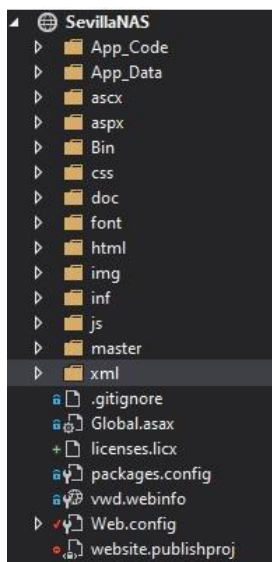 SevillaNAS
App_Code
App_Data
ascx
aspx
Bin
css
doc
font
html
img
inf
js
master
xml
.gitignore
Global.asax
licenses.licx
packages.config
vwd.webinfo
Web.config
website.publishproj